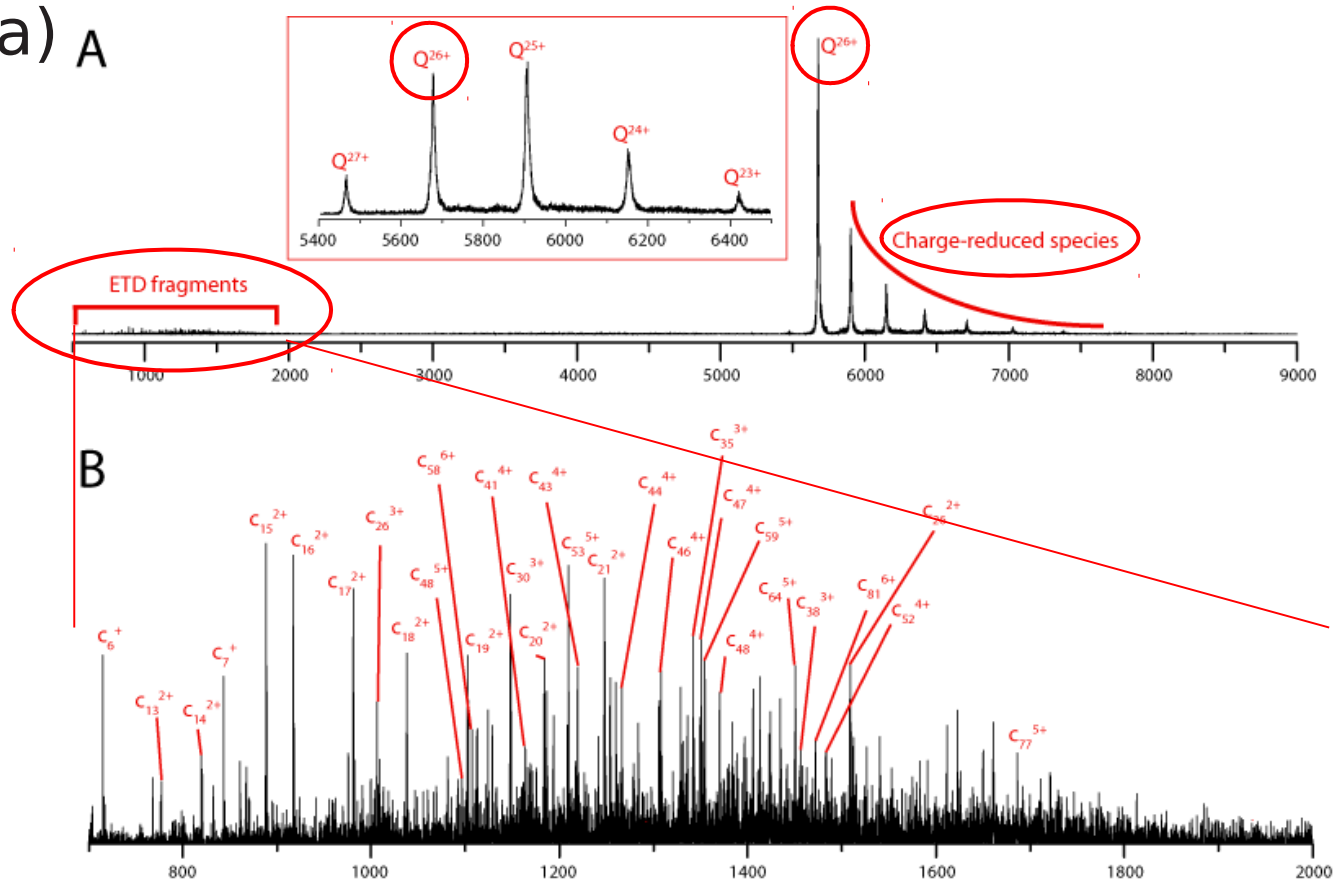 a)
A
Q26+
Q25+
Q24+
Q27+
Q23+
5400 5600 5800 6000 6200 6400
Q26+
Charge-reduced species
ETD fragments
1000 2000 3000 4000 5000 6000 7000 8000 9000
B
c35 3+
c58 6+
c41 4+
c43 4+
c44 4+
c47 4+
c15 2+
c26 3+
c16 2+
c59 5+
c53 5+
c46 4+
c21 2+
c17 2+
c48 5+
c30 3+
c64 5+
c38 3+
c81 6+
c52 4+
c6 +
c18 2+
c19 2+
c20 2+
c48 4+
c7 +
c13 2+
c14 2+
c77 5+
800 1000 1200 1400 1600 1800 2000